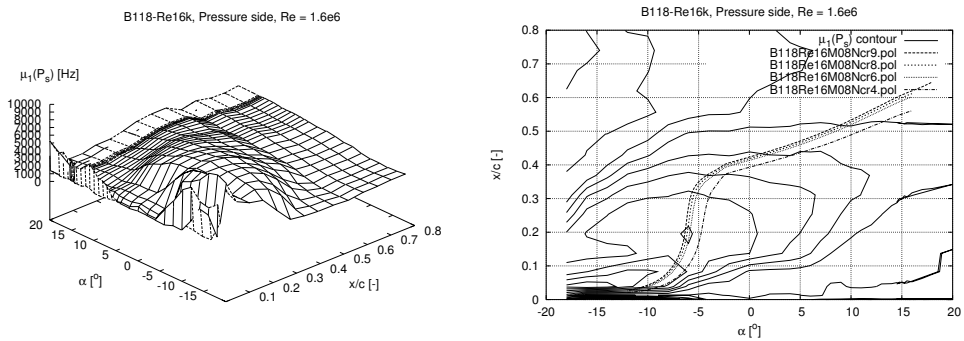 B118-Re16k, Pressure side, Re = 1.6e6
μ1(Ps) [Hz]
10000
9000
8000
7000
6000
5000
4000
3000
2000
1000
0
20
15
10
5
0
-5
-10
-15
α [o]
0.1
0.2
0.3
0.4
0.5
0.6
0.7
0.8
x/c [-]
B118-Re16k, Pressure side, Re = 1.6e6
μ1(Ps) contour
B118Re16M08Ncr9.pol
B118Re16M08Ncr8.pol
B118Re16M08Ncr6.pol
B118Re16M08Ncr4.pol
0.8
0.7
0.6
0.5
0.4
0.3
0.2
0.1
0
x/c [-]
-20 -15 -10 -5 0 5 10 15 20
α [o]